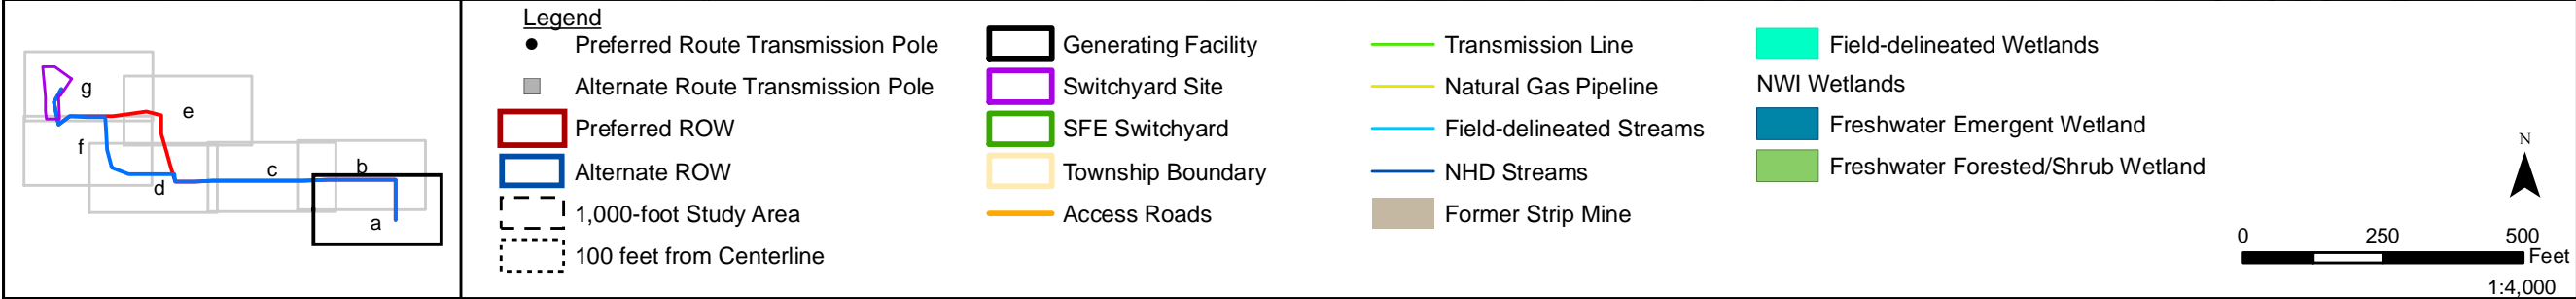 g
e
f
d
c
b
a
Legend
Preferred Route Transmission Pole
Alternate Route Transmission Pole
Preferred ROW
Alternate ROW
1,000-foot Study Area
100 feet from Centerline
Generating Facility
Switchyard Site
SFE Switchyard
Township Boundary
Access Roads
Transmission Line
Natural Gas Pipeline
Field-delineated Streams
NHD Streams
Former Strip Mine
Field-delineated Wetlands
NWI Wetlands
Freshwater Emergent Wetland
Freshwater Forested/Shrub Wetland
N
0 250 500
Feet
1:4,000